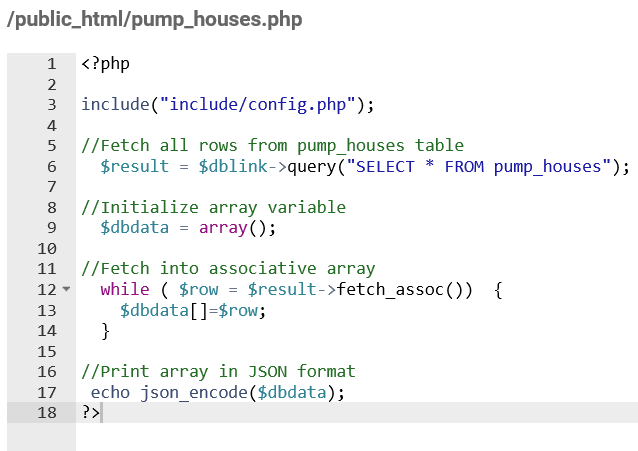 /public_html/pump_houses.php
1 <?php
2
3 include("include/config.php");
4
5 //Fetch all rows from pump_houses table
6   $result = $dblink->query("SELECT * FROM pump_houses");
7
8 //Initialize array variable
9   $dbdata = array();
10
11 //Fetch into associative array
12   while ( $row = $result->fetch_assoc())  {
13     $dbdata[]=$row;
14   }
15
16 //Print array in JSON format
17  echo json_encode($dbdata);
18 ?>